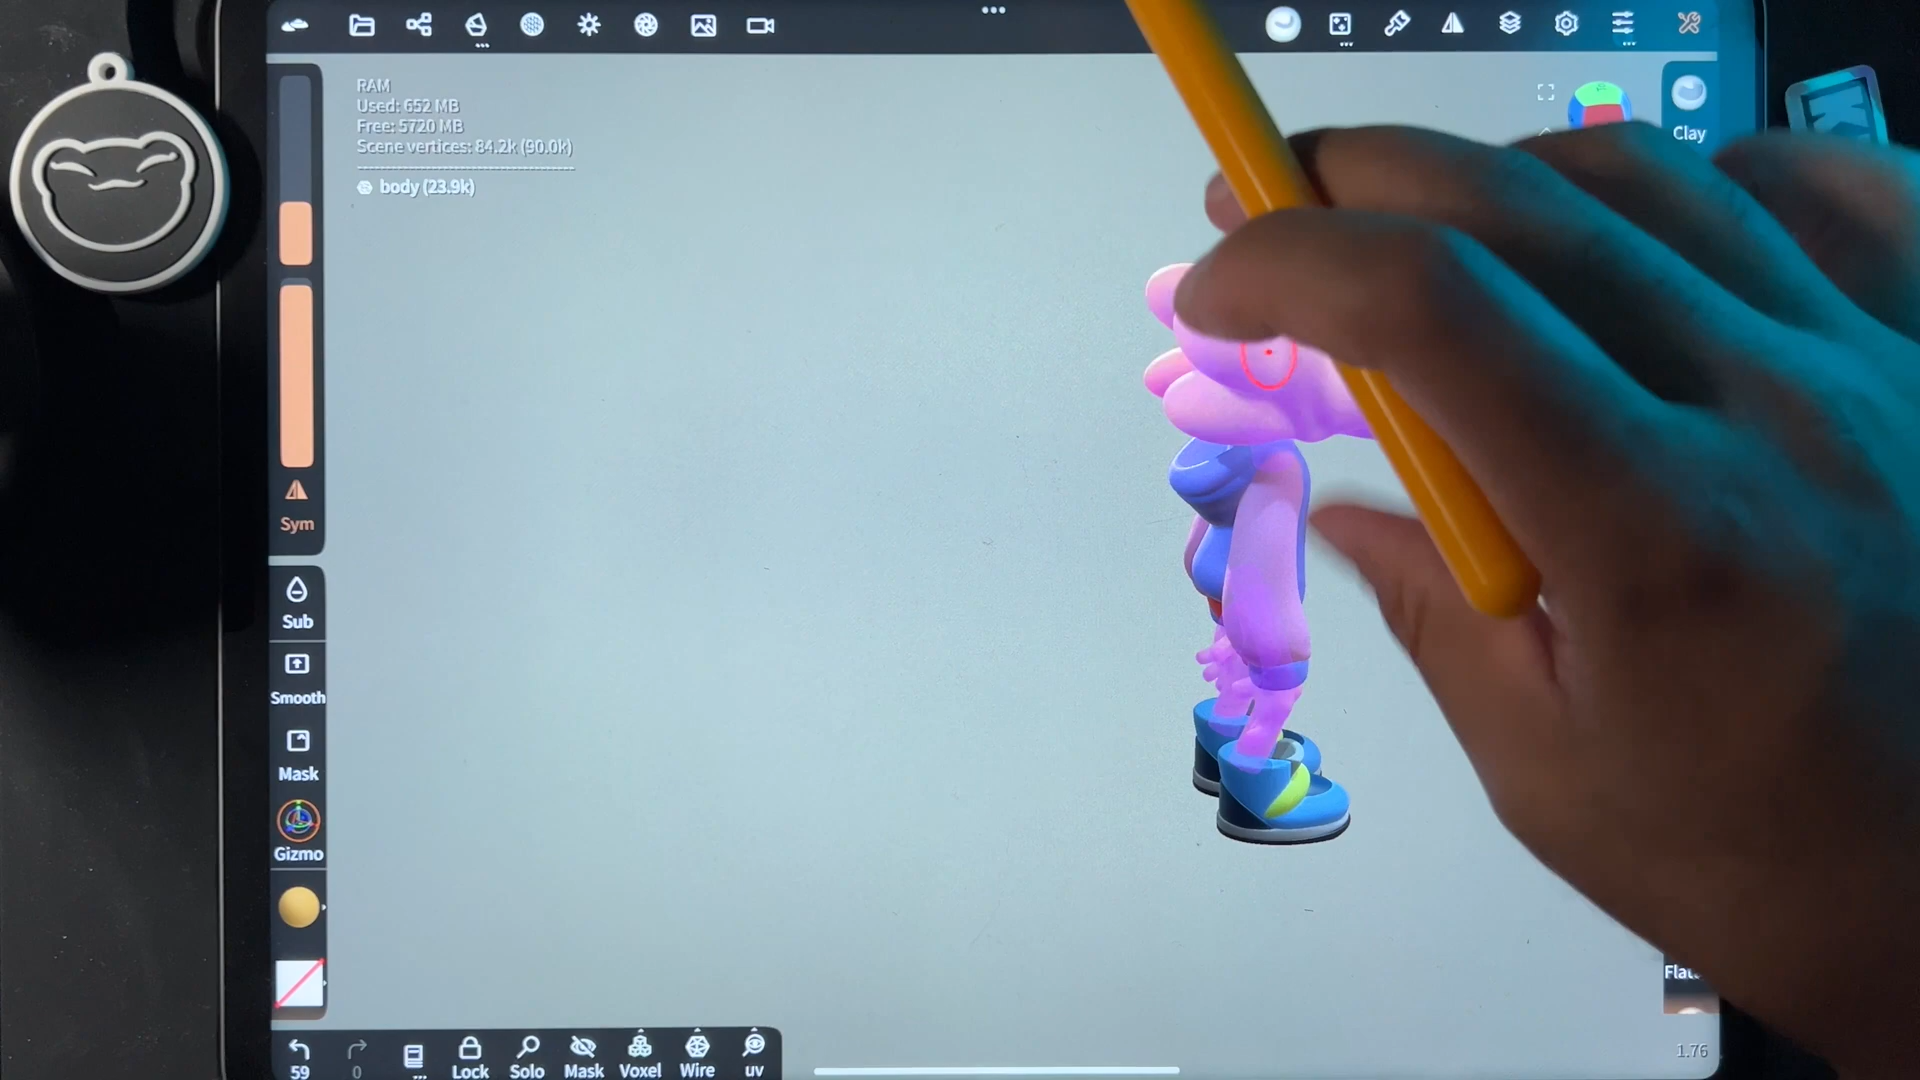 RAM
Used: 652 MB
Free: 5720 MB
Scene vertices: 84.2k (90.0k)
body (23.9k)
Clay
Sym
Sub
Smooth
Mask
Gizmo
59
0
Lock
Solo
Mask
Voxel
Wire
uv
1.76